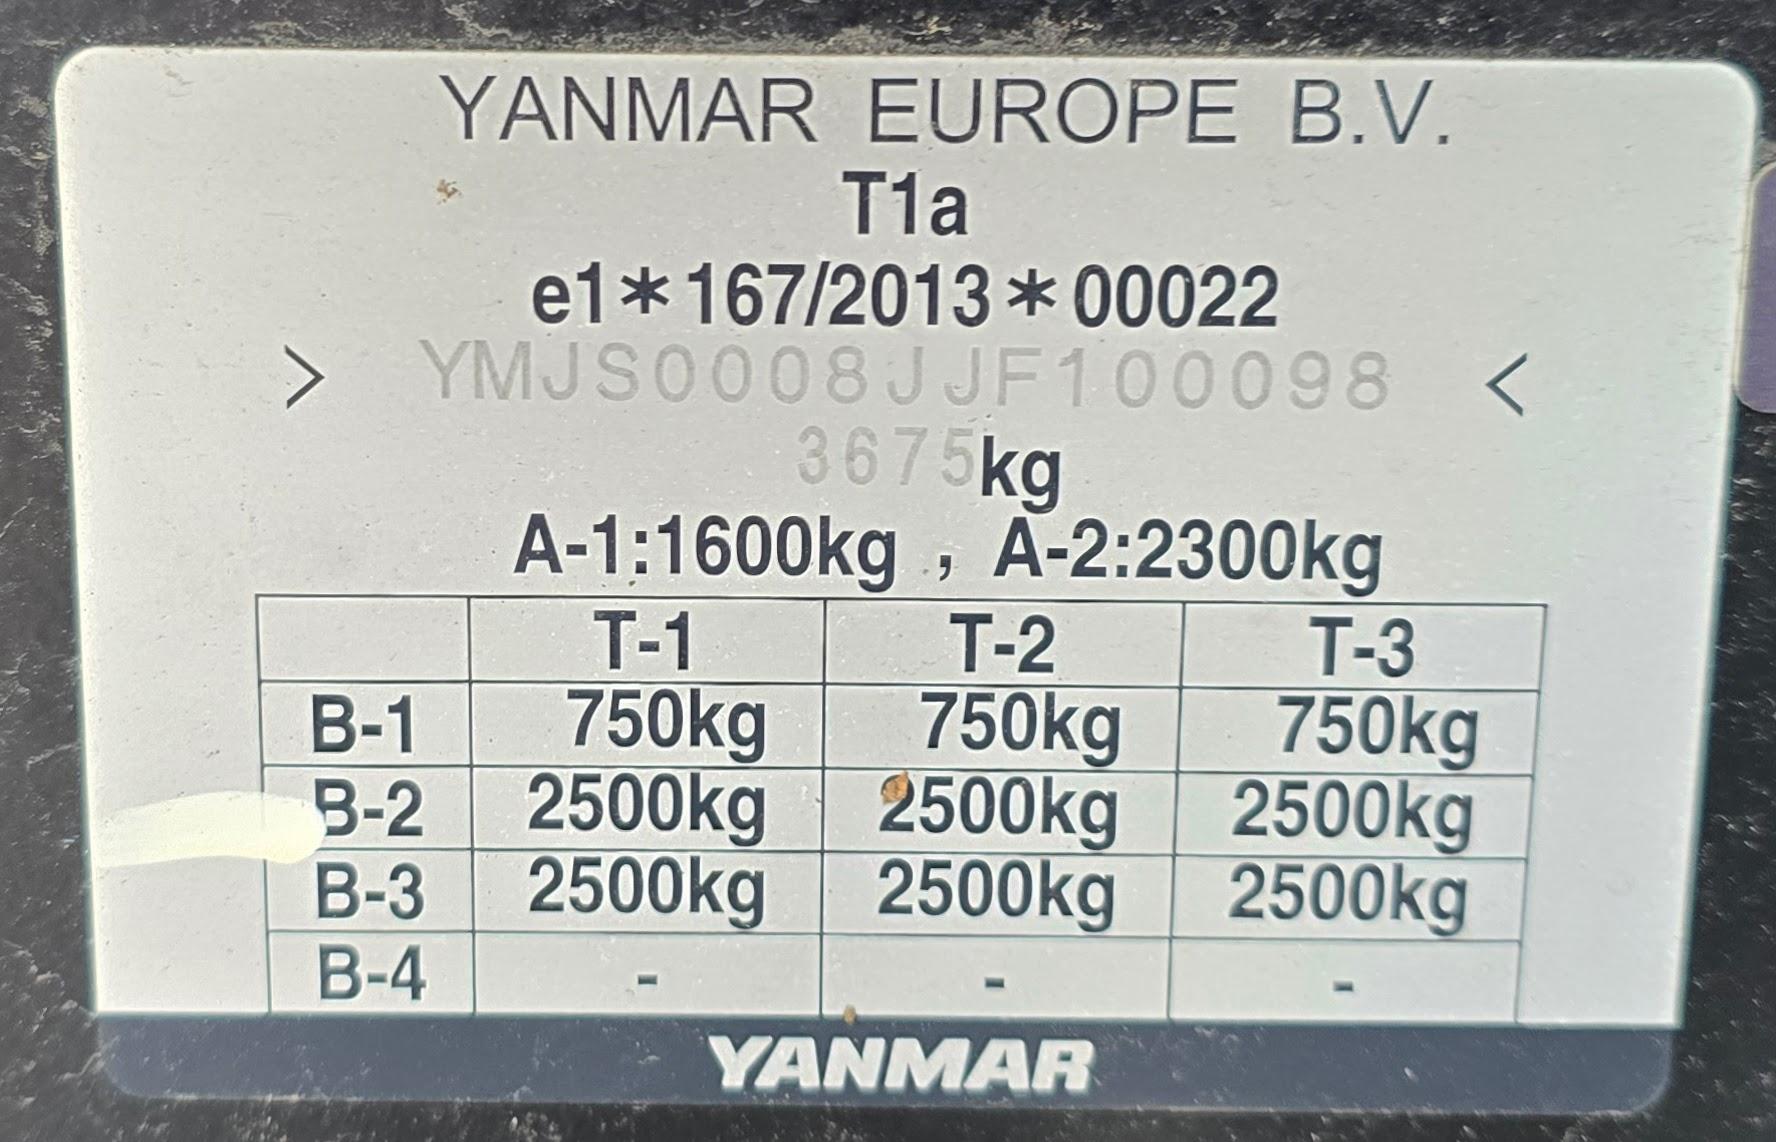 YANMAR EUROPE B.V.
T1a
e1*167/2013*00022
> YMJS0008JJF100098 <
3675kg
A-1:1600kg , A-2:2300kg
T-1 T-2 T-3
B-1 750kg 750kg 750kg
B-2 2500kg 2500kg 2500kg
B-3 2500kg 2500kg 2500kg
B-4 - - -
YANMAR